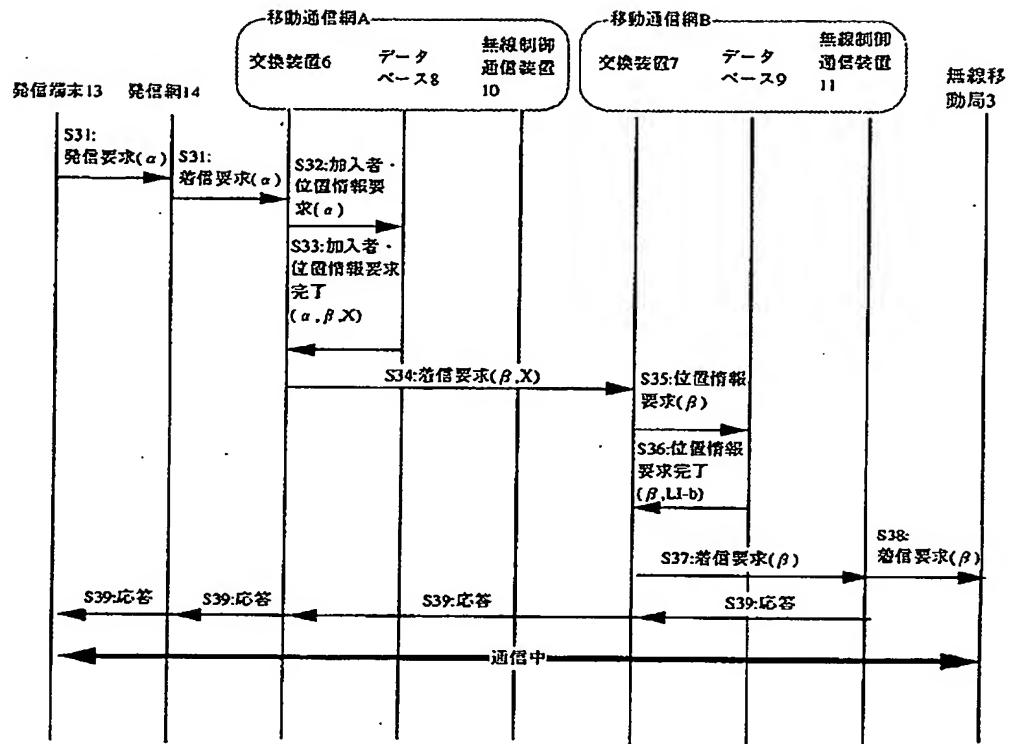 移動通信網A
移動通信網B
交換装置6
データ
ベース8
無線制御
通信装置
10
交換装置7
データ
ベース9
無線制御
通信装置
11
発信端末13
発信網14
無線移
動局3
S31:
発信要求(α)
S31:
着信要求(α)
S32:加入者・
位置情報要
求(α)
S33:加入者・
位置情報要求
完了
(α,β,X)
S34:着信要求(β,X)
S35:位置情報
要求(β)
S36:位置情報
要求完了
(β,LI-b)
S37:着信要求(β)
S38:
着信要求(β)
S39:応答
S39:応答
S39:応答
S39:応答
通信中